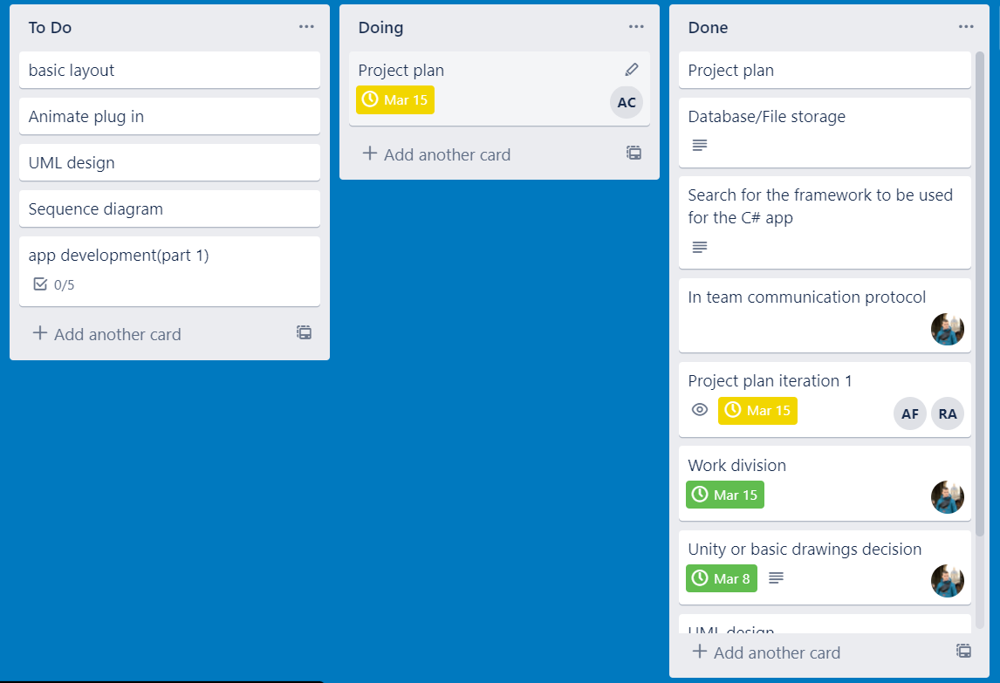 To Do
basic layout
Animate plug in
UML design
Sequence diagram
app development(part 1)
0/5
Add another card
Doing
Project plan
Mar 15
AC
Add another card
Done
Project plan
Database/File storage
Search for the framework to be used
for the C# app
In team communication protocol
Project plan iteration 1
Mar 15
AF RA
Work division
Mar 15
Unity or basic drawings decision
Mar 8
UML design
Add another card